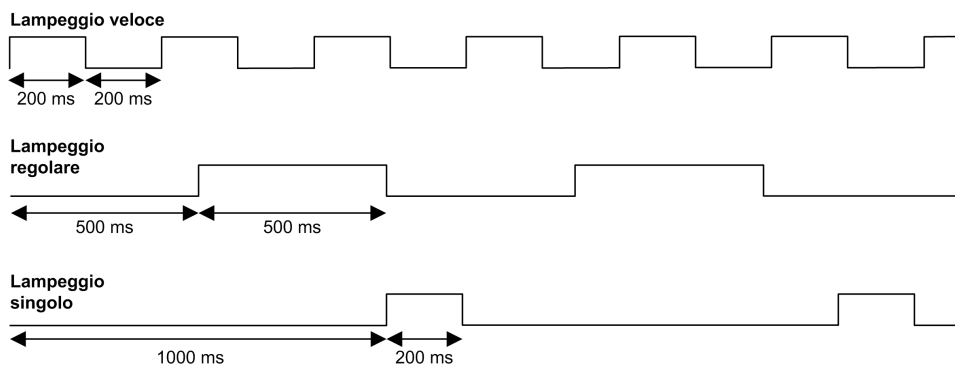 Lampeggio veloce
200 ms 200 ms
Lampeggio
regolare
500 ms 500 ms
Lampeggio
singolo
1000 ms 200 ms